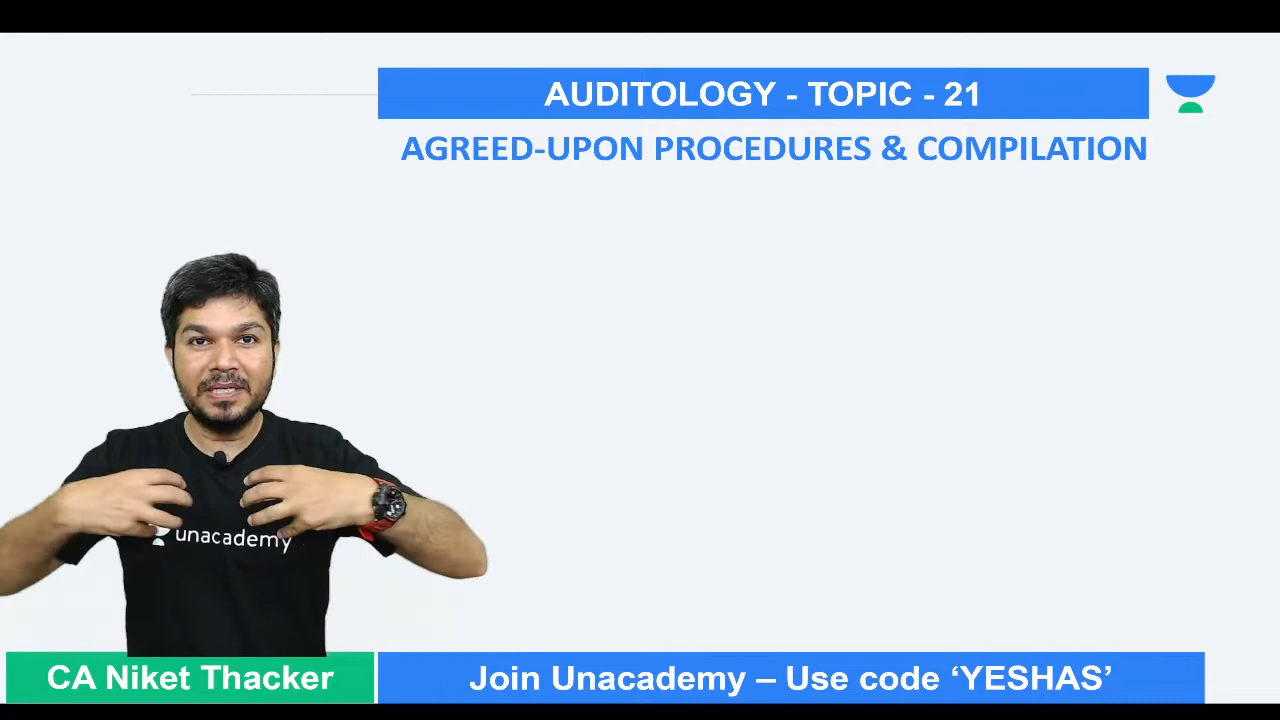 AUDITOLOGY - TOPIC - 21
AGREED-UPON PROCEDURES & COMPILATION
unacademy
CA Niket Thacker
Join Unacademy – Use code ‘YESHAS’